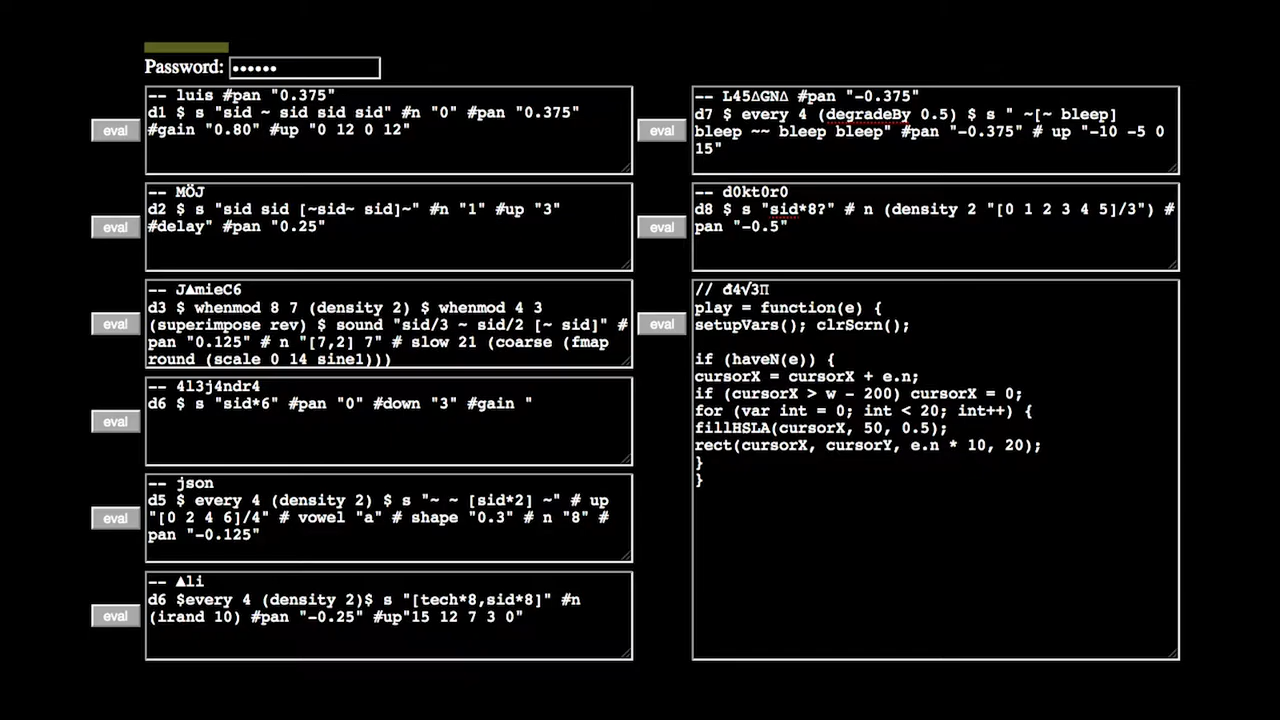 Password: ••••••
eval
-- luis #pan "0.375"
d1 $ s "sid ~ sid sid sid" #n "0" #pan "0.375"
#gain "0.80" #up "0 12 0 12"
eval
-- MÖJ
d2 $ s "sid sid [~sid~ sid]~" #n "1" #up "3"
#delay" #pan "0.25"
eval
-- J▲mieC6
d3 $ whenmod 8 7 (density 2) $ whenmod 4 3
(superimpose rev) $ sound "sid/3 ~ sid/2 [~ sid]" #
pan "0.125" # n "[7,2] 7" # slow 21 (coarse (fmap
round (scale 0 14 sine1)))
eval
-- 4l3j4ndr4
d6 $ s "sid*6" #pan "0" #down "3" #gain "
eval
-- json
d5 $ every 4 (density 2) $ s "~ ~ [sid*2] ~" # up
"[0 2 4 6]/4" # vowel "a" # shape "0.3" # n "8" #
pan "-0.125"
eval
-- ▲li
d6 $every 4 (density 2)$ s "[tech*8,sid*8]" #n
(irand 10) #pan "-0.25" #up"15 12 7 3 0"
eval
-- L45∆GN∆ #pan "-0.375"
d7 $ every 4 (degradeBy 0.5) $ s " ~[~ bleep]
bleep ~~ bleep bleep" #pan "-0.375" # up "-10 -5 0
15"
eval
-- d0kt0r0
d8 $ s "sid*8?" # n (density 2 "[0 1 2 3 4 5]/3") #
pan "-0.5"
eval
// đ4√3Π
play = function(e) {
setupVars(); clrScrn();
if (haveN(e)) {
cursorX = cursorX + e.n;
if (cursorX > w - 200) cursorX = 0;
for (var int = 0; int < 20; int++) {
fillHSLA(cursorX, 50, 0.5);
rect(cursorX, cursorY, e.n * 10, 20);
}
}